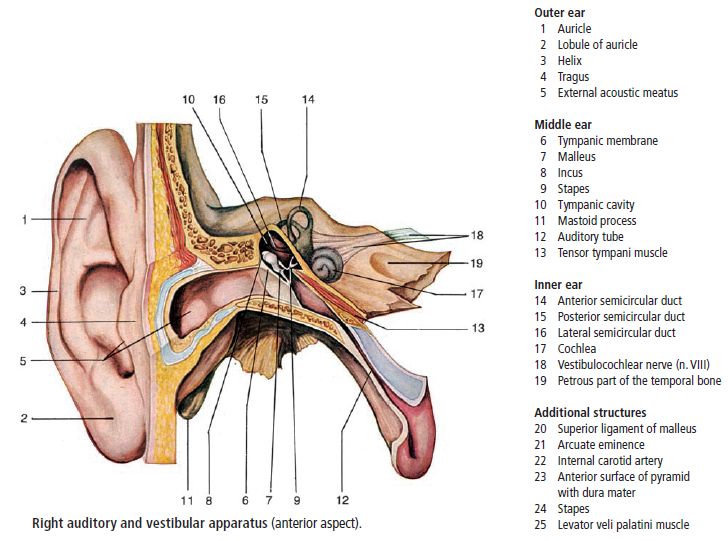 Outer ear
1 Auricle
2 Lobule of auricle
3 Helix
4 Tragus
5 External acoustic meatus
Middle ear
6 Tympanic membrane
7 Malleus
8 Incus
9 Stapes
10 Tympanic cavity
11 Mastoid process
12 Auditory tube
13 Tensor tympani muscle
Inner ear
14 Anterior semicircular duct
15 Posterior semicircular duct
16 Lateral semicircular duct
17 Cochlea
18 Vestibulocochlear nerve (n. VIII)
19 Petrous part of the temporal bone
Additional structures
20 Superior ligament of malleus
21 Arcuate eminence
22 Internal carotid artery
23 Anterior surface of pyramid
with dura mater
24 Stapes
25 Levator veli palatini muscle
10 16 15 14
1
18
19
3
17
4
13
5
2
11 8 6 7 9 12
Right auditory and vestibular apparatus (anterior aspect).